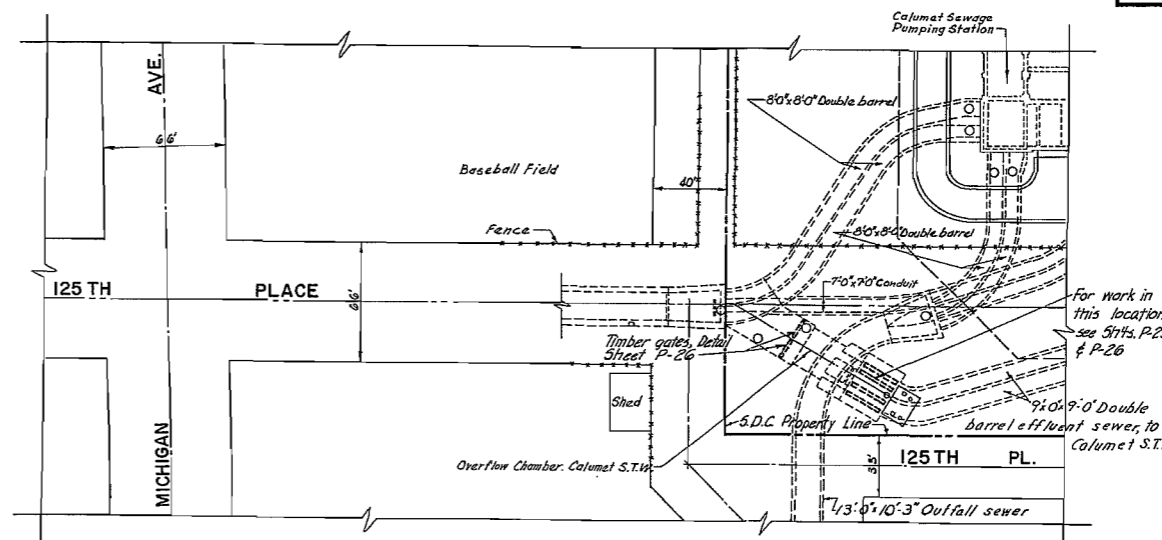 Calumet Sewage
Pumping Station
AVE.
66'
8'-0"x8'-0" Double barrel
Baseball Field
40'
Fence
8'-0"x8'-0" Double barrel
125 TH PLACE
66'
7'-0"x7'-0" Conduit
For work in
this location
see Shts. P-25
& P-26
Timber gates, Detail
Sheet P-26
Shed
9'-0"x9'-0" Double
barrel effluent sewer, to
Calumet S.T.W.
S.D.C. Property Line
Overflow Chamber. Calumet S.T.W.
125 TH PL.
35'
MICHIGAN
13'-0"x10'-3" Outfall sewer